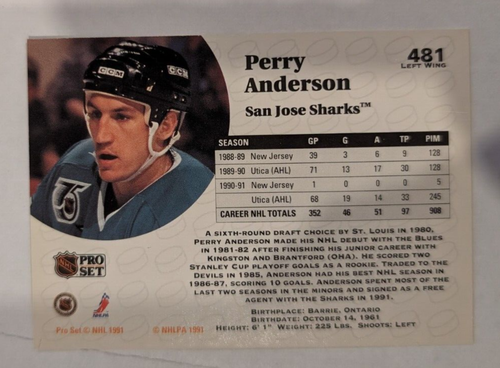 CCM
CCM
75
Perry
Anderson
San Jose Sharks™
481
LEFT WING
SEASON GP G A TP PIM
1988-89 New Jersey 39 3 6 9 128
1989-90 Utica (AHL) 71 13 17 30 128
1990-91 New Jersey 1 0 0 0 5
Utica (AHL) 68 19 14 33 245
CAREER NHL TOTALS 352 46 51 97 908
A SIXTH-ROUND DRAFT CHOICE BY ST. LOUIS IN 1980,
PERRY ANDERSON MADE HIS NHL DEBUT WITH THE BLUES
IN 1981-82 AFTER FINISHING HIS JUNIOR CAREER WITH
KINGSTON AND BRANTFORD (OHA). HE SCORED TWO
STANLEY CUP PLAYOFF GOALS AS A ROOKIE. TRADED TO THE
DEVILS IN 1985, ANDERSON HAD HIS BEST NHL SEASON IN
1986-87, SCORING 10 GOALS. ANDERSON SPENT MOST OF THE
LAST TWO SEASONS IN THE MINORS AND SIGNED AS A FREE
AGENT WITH THE SHARKS IN 1991.
BIRTHPLACE: BARRIE, ONTARIO
BIRTHDATE: OCTOBER 14, 1961
HEIGHT: 6' 1" WEIGHT: 225 LBS. SHOOTS: LEFT
NHL PRO
SET
Pro Set © NHL 1991
© NHLPA 1991